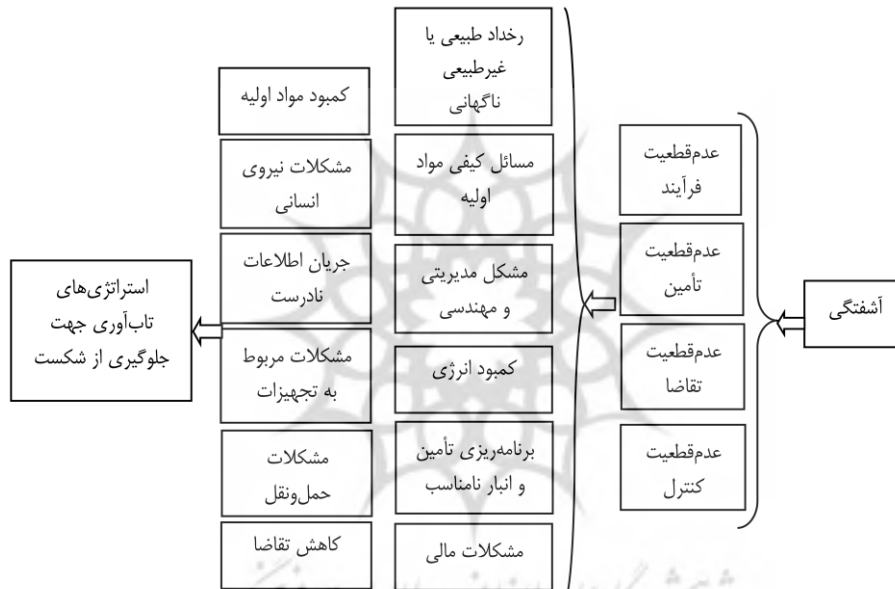 آشفتگی
عدم‌قطعیت
فرآیند
عدم‌قطعیت
تأمین
عدم‌قطعیت
تقاضا
عدم‌قطعیت
کنترل
رخداد طبیعی یا
غیرطبیعی
ناگهانی
مسائل کیفی مواد
اولیه
مشکل مدیریتی
و مهندسی
کمبود انرژی
برنامه‌ریزی تأمین
و انبار نامناسب
مشکلات مالی
کمبود مواد اولیه
مشکلات نیروی
انسانی
جریان اطلاعات
نادرست
مشکلات مربوط
به تجهیزات
مشکلات
حمل‌ونقل
کاهش تقاضا
استراتژی‌های
تاب‌آوری جهت
جلوگیری از شکست